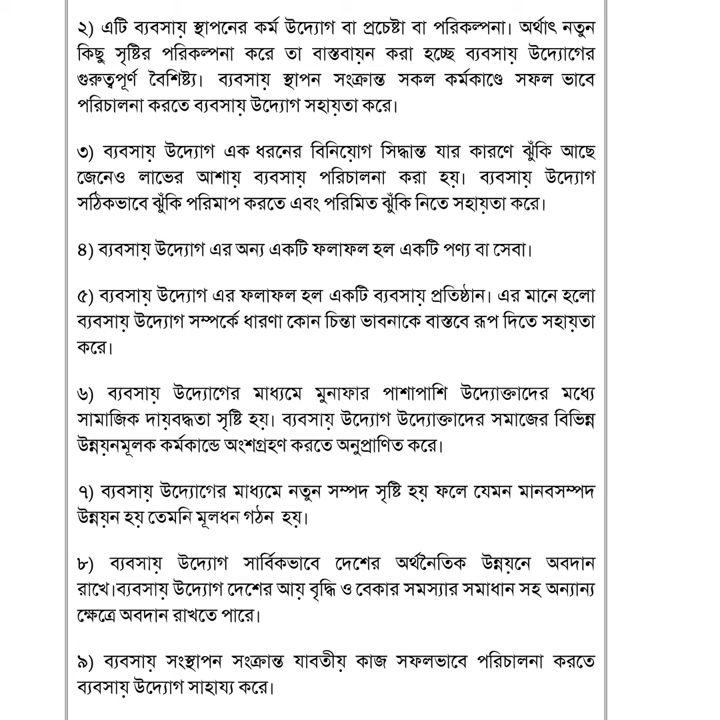 ২) এটি ব্যবসায় স্থাপনের কর্ম উদ্যোগ বা প্রচেষ্টা বা পরিকল্পনা। অর্থাৎ নতুন
কিছু সৃষ্টির পরিকল্পনা করে তা বাস্তবায়ন করা হচ্ছে ব্যবসায় উদ্যোগের
গুরুত্বপূর্ণ বৈশিষ্ট্য। ব্যবসায় স্থাপন সংক্রান্ত সকল কর্মকাণ্ডে সফল ভাবে
পরিচালনা করতে ব্যবসায় উদ্যোগ সহায়তা করে।
৩) ব্যবসায় উদ্যোগ এক ধরনের বিনিয়োগ সিদ্ধান্ত যার কারণে ঝুঁকি আছে
জেনেও লাভের আশায় ব্যবসায় পরিচালনা করা হয়। ব্যবসায় উদ্যোগ
সঠিকভাবে ঝুঁকি পরিমাপ করতে এবং পরিমিত ঝুঁকি নিতে সহায়তা করে।
৪) ব্যবসায় উদ্যোগ এর অন্য একটি ফলাফল হল একটি পণ্য বা সেবা।
৫) ব্যবসায় উদ্যোগ এর ফলাফল হল একটি ব্যবসায় প্রতিষ্ঠান। এর মানে হলো
ব্যবসায় উদ্যোগ সম্পর্কে ধারণা কোন চিন্তা ভাবনাকে বাস্তবে রূপ দিতে সহায়তা
করে।
৬) ব্যবসায় উদ্যোগের মাধ্যমে মুনাফার পাশাপাশি উদ্যোক্তাদের মধ্যে
সামাজিক দায়বদ্ধতা সৃষ্টি হয়। ব্যবসায় উদ্যোগ উদ্যোক্তাদের সমাজের বিভিন্ন
উন্নয়নমূলক কর্মকান্ডে অংশগ্রহণ করতে অনুপ্রাণিত করে।
৭) ব্যবসায় উদ্যোগের মাধ্যমে নতুন সম্পদ সৃষ্টি হয় ফলে যেমন মানবসম্পদ
উন্নয়ন হয় তেমনি মূলধন গঠন হয়।
৮) ব্যবসায় উদ্যোগ সার্বিকভাবে দেশের অর্থনৈতিক উন্নয়নে অবদান
রাখে।ব্যবসায় উদ্যোগ দেশের আয় বৃদ্ধি ও বেকার সমস্যার সমাধান সহ অন্যান্য
ক্ষেত্রে অবদান রাখতে পারে।
৯) ব্যবসায় সংস্থাপন সংক্রান্ত যাবতীয় কাজ সফলভাবে পরিচালনা করতে
ব্যবসায় উদ্যোগ সাহায্য করে।